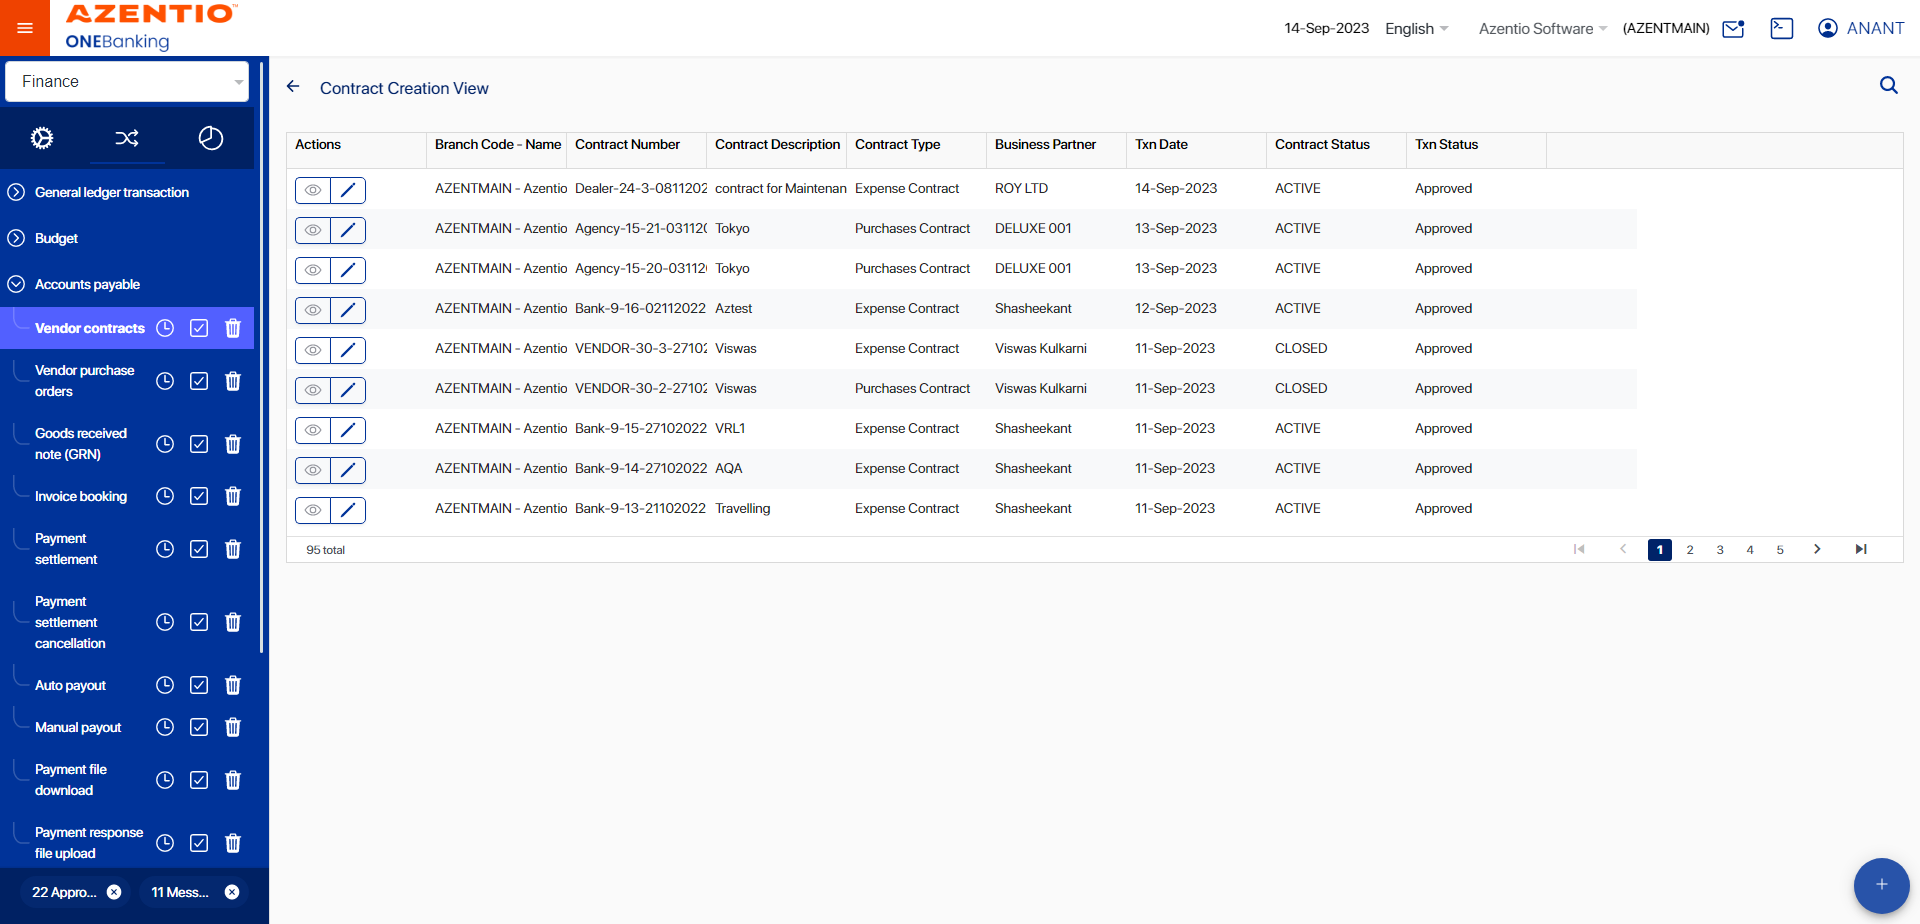 AZENTIO™
ONEBanking
14-Sep-2023 English Azentio Software (AZENTMAIN) ANANT
Finance
General ledger transaction
Budget
Accounts payable
Vendor contracts
Vendor purchase
orders
Goods received
note (GRN)
Invoice booking
Payment
settlement
Payment
settlement
cancellation
Auto payout
Manual payout
Payment file
download
Payment response
file upload
22 Appro...
11 Mess...
Contract Creation View
Actions Branch Code - Name Contract Number Contract Description Contract Type Business Partner Txn Date Contract Status Txn Status
AZENTMAIN - Azentio Dealer-24-3-0811202 contract for Maintenan Expense Contract ROY LTD 14-Sep-2023 ACTIVE Approved
AZENTMAIN - Azentio Agency-15-21-031120 Tokyo Purchases Contract DELUXE 001 13-Sep-2023 ACTIVE Approved
AZENTMAIN - Azentio Agency-15-20-031120 Tokyo Purchases Contract DELUXE 001 13-Sep-2023 ACTIVE Approved
AZENTMAIN - Azentio Bank-9-16-02112022 Aztest Expense Contract Shasheekant 12-Sep-2023 ACTIVE Approved
AZENTMAIN - Azentio VENDOR-30-3-27102 Viswas Expense Contract Viswas Kulkarni 11-Sep-2023 CLOSED Approved
AZENTMAIN - Azentio VENDOR-30-2-27102 Viswas Purchases Contract Viswas Kulkarni 11-Sep-2023 CLOSED Approved
AZENTMAIN - Azentio Bank-9-15-27102022 VRL1 Expense Contract Shasheekant 11-Sep-2023 ACTIVE Approved
AZENTMAIN - Azentio Bank-9-14-27102022 AQA Expense Contract Shasheekant 11-Sep-2023 ACTIVE Approved
AZENTMAIN - Azentio Bank-9-13-21102022 Travelling Expense Contract Shasheekant 11-Sep-2023 ACTIVE Approved
95 total
1 2 3 4 5